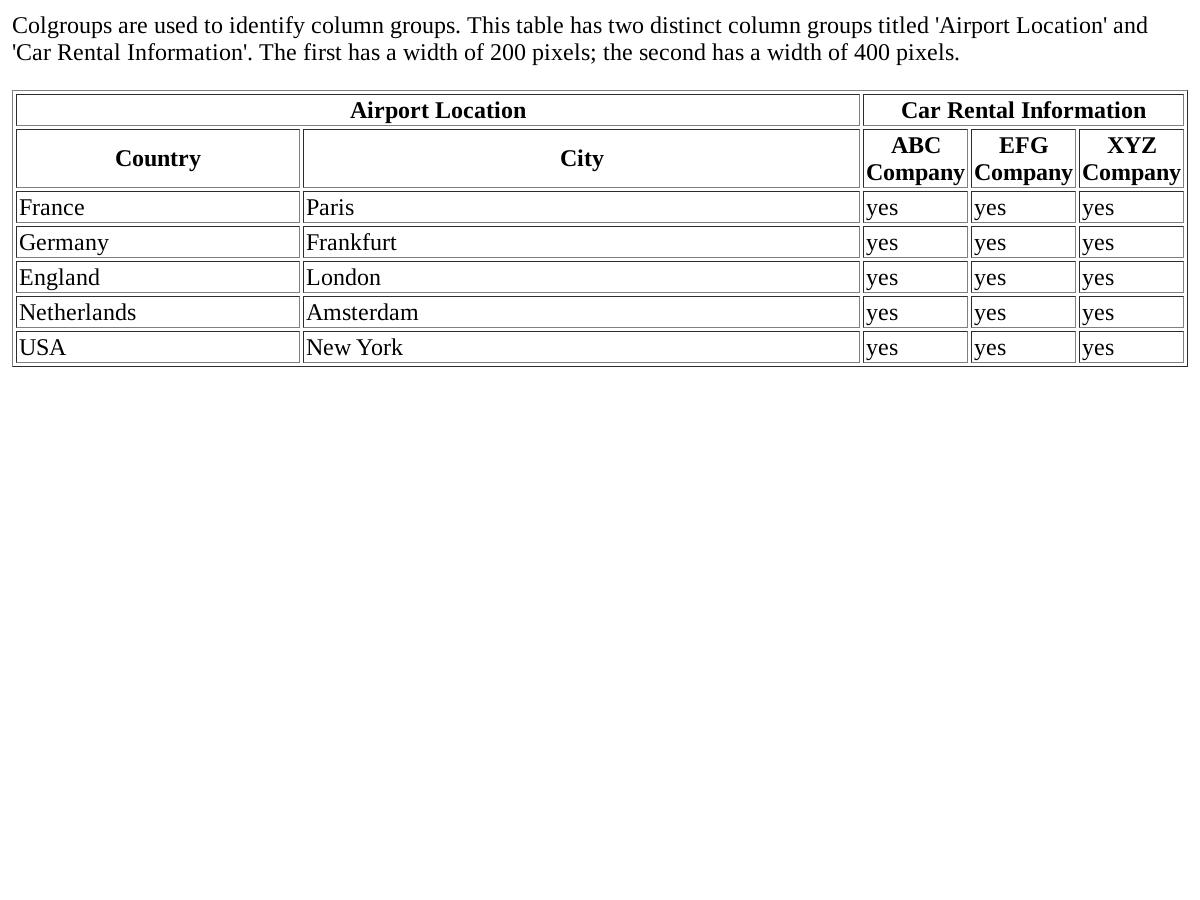 Colgroups are used to identify column groups. This table has two distinct column groups titled 'Airport Location' and
'Car Rental Information'. The first has a width of 200 pixels; the second has a width of 400 pixels.
Airport Location Car Rental Information
Country City ABC Company EFG Company XYZ Company
France Paris yes yes yes
Germany Frankfurt yes yes yes
England London yes yes yes
Netherlands Amsterdam yes yes yes
USA New York yes yes yes